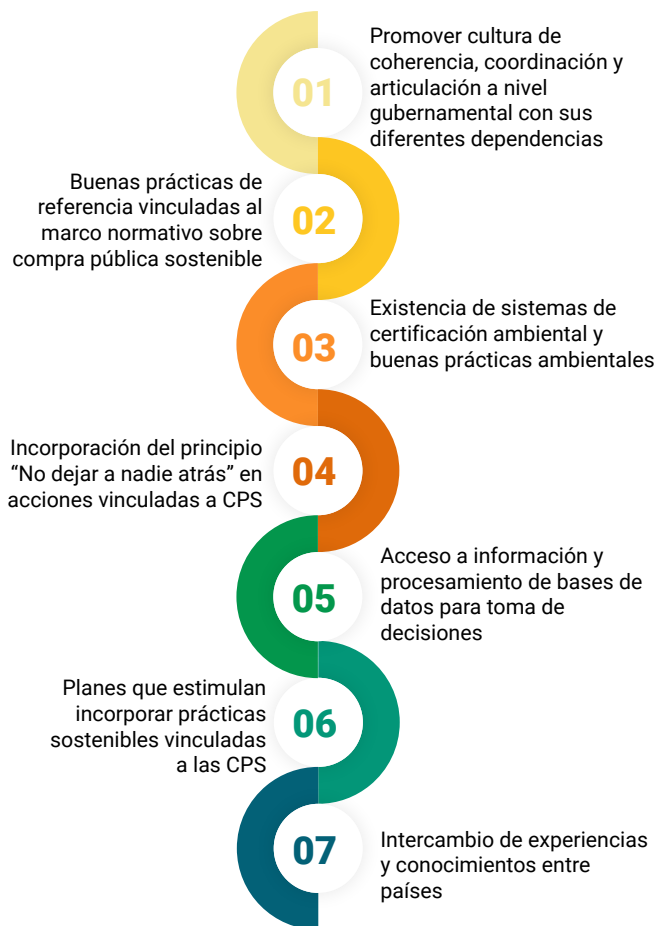 01
Promover cultura de
coherencia, coordinación y
articulación a nivel
gubernamental con sus
diferentes dependencias
Buenas prácticas de
referencia vinculadas al
marco normativo sobre
compra pública sostenible
02
03
Existencia de sistemas de
certificación ambiental y
buenas prácticas ambientales
Incorporación del principio
“No dejar a nadie atrás” en
acciones vinculadas a CPS
04
05
Acceso a información y
procesamiento de bases de
datos para toma de
decisiones
Planes que estimulan
incorporar prácticas
sostenibles vinculadas
a las CPS
06
07
Intercambio de experiencias
y conocimientos entre
países